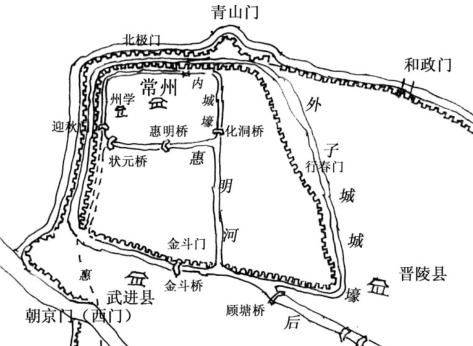 青山门
北极门
和政门
内城壕
常州
州学
外子城城壕
迎秋
惠明桥
化洞桥
状元桥
惠明河
行春门
金斗门
惠
武进县
金斗桥
晋陵县
朝京门（西门）
顾塘桥
后